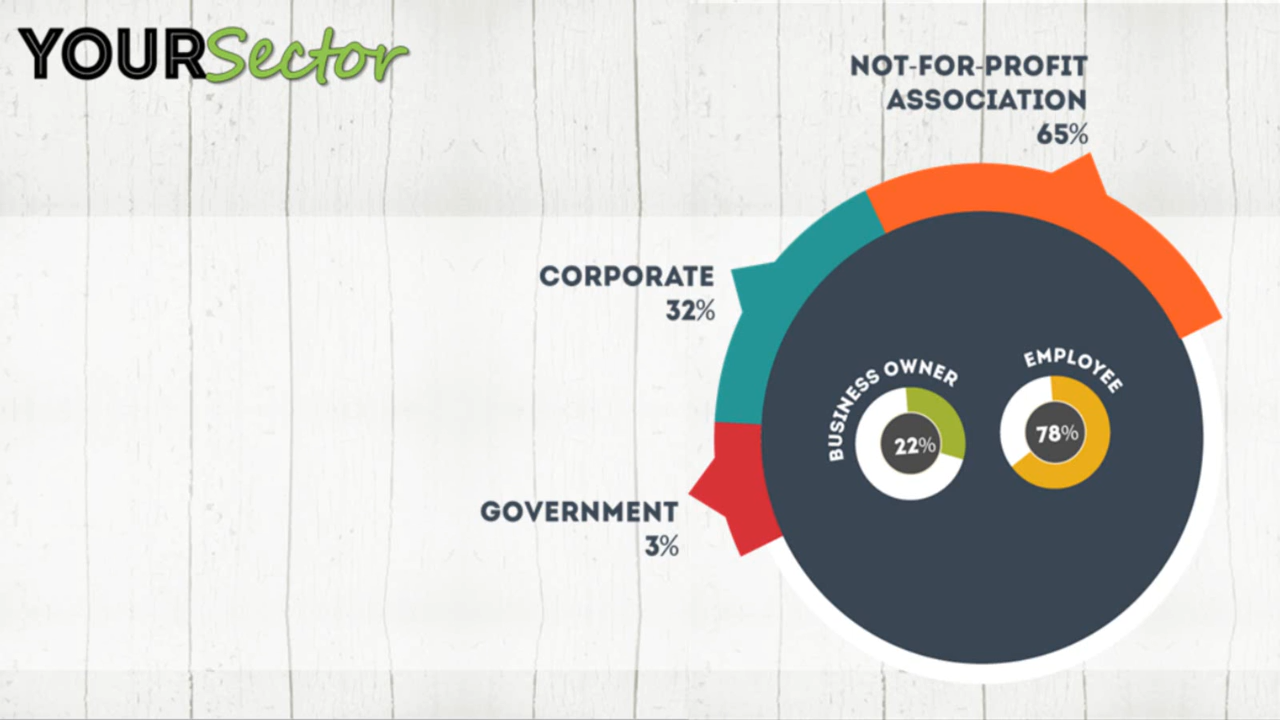 YOURSector
NOT-FOR-PROFIT
ASSOCIATION
65%
CORPORATE
32%
BUSINESS OWNER
22%
EMPLOYEE
78%
GOVERNMENT
3%